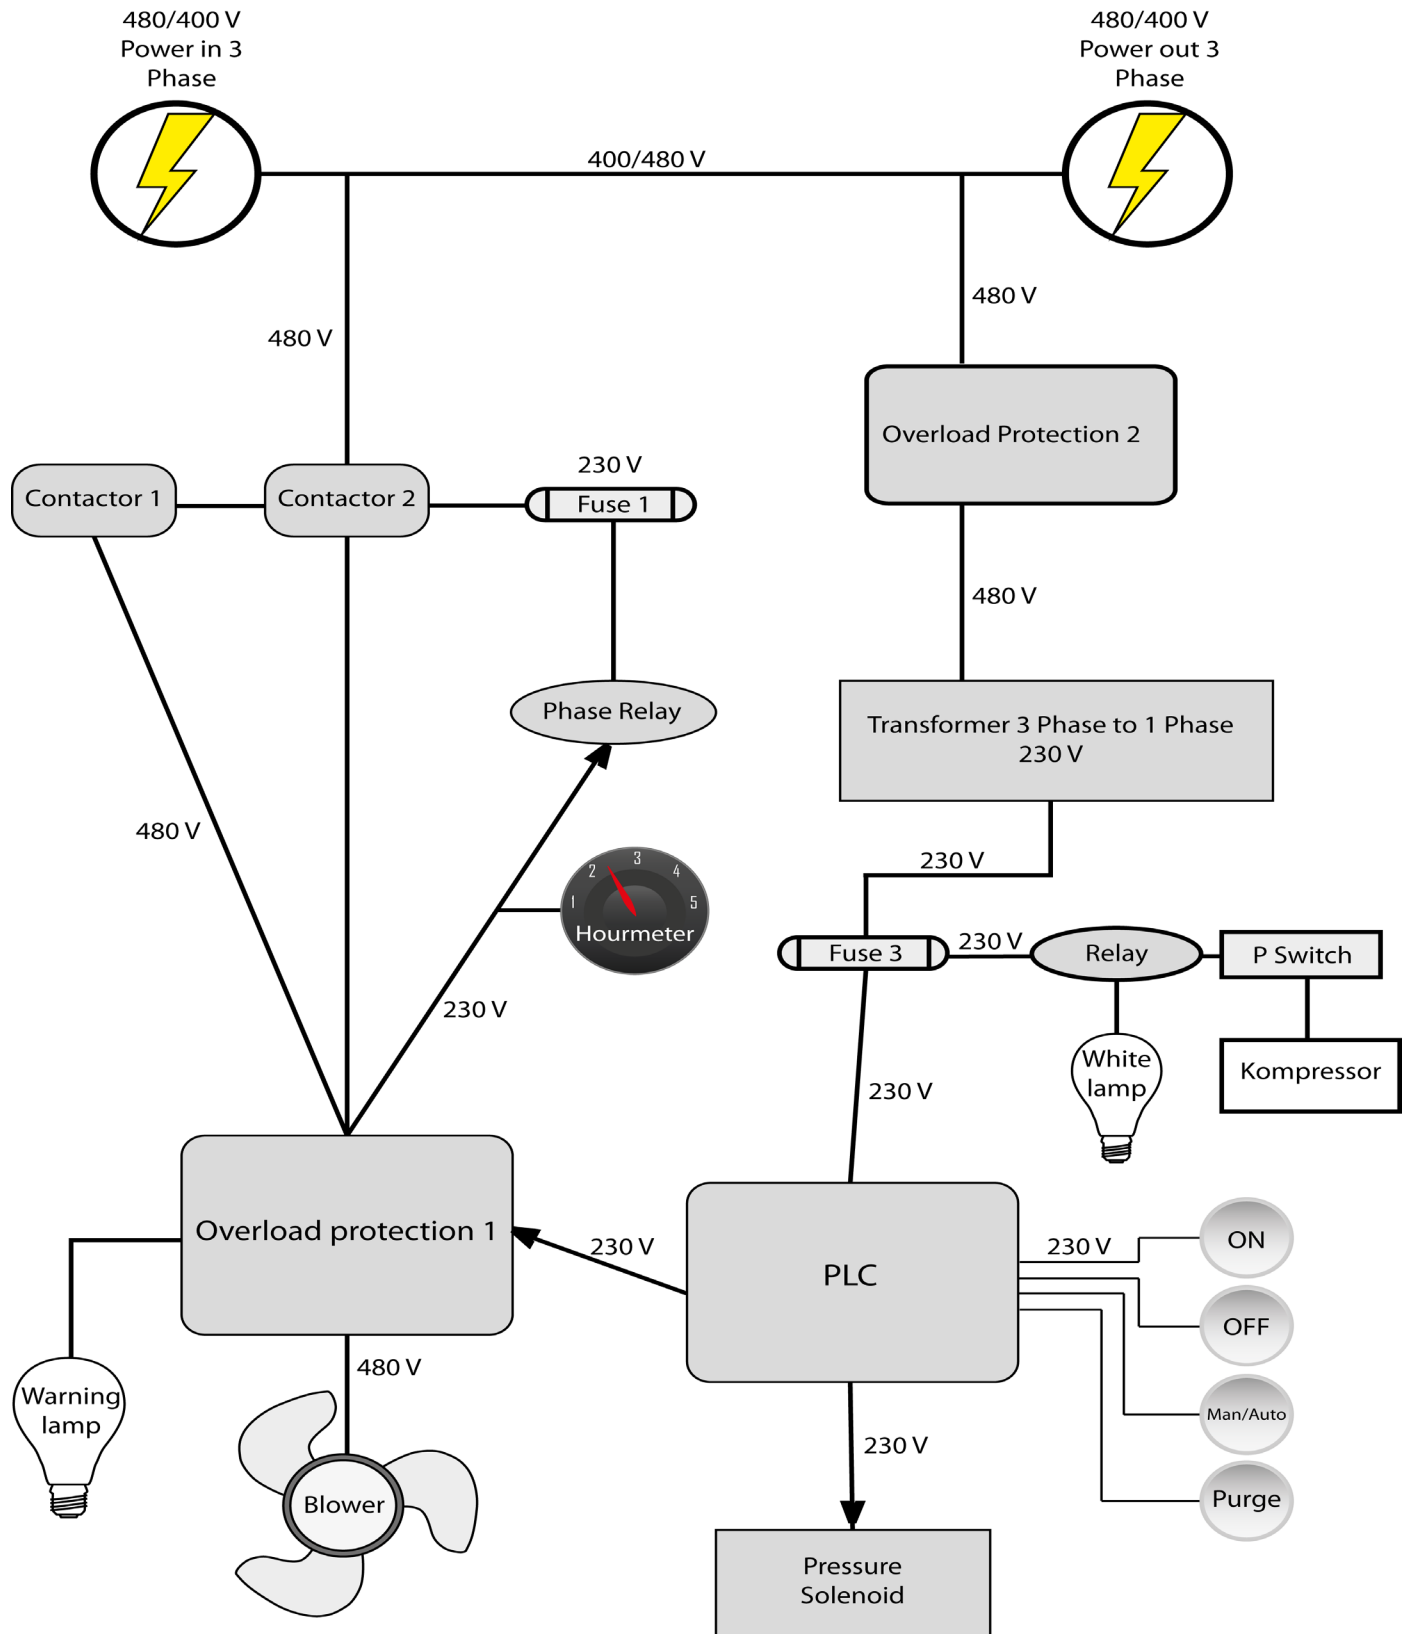 480/400 V
Power in 3
Phase
480/400 V
Power out 3
Phase
400/480 V
480 V
480 V
Overload Protection 2
Contactor 1
Contactor 2
230 V
Fuse 1
480 V
Phase Relay
Transformer 3 Phase to 1 Phase
230 V
480 V
230 V
1
2
3
4
5
Hourmeter
Fuse 3
230 V
Relay
P Switch
230 V
White
lamp
Kompressor
230 V
Overload protection 1
230 V
PLC
230 V
ON
OFF
Man/Auto
Purge
480 V
Warning
lamp
Blower
230 V
Pressure
Solenoid